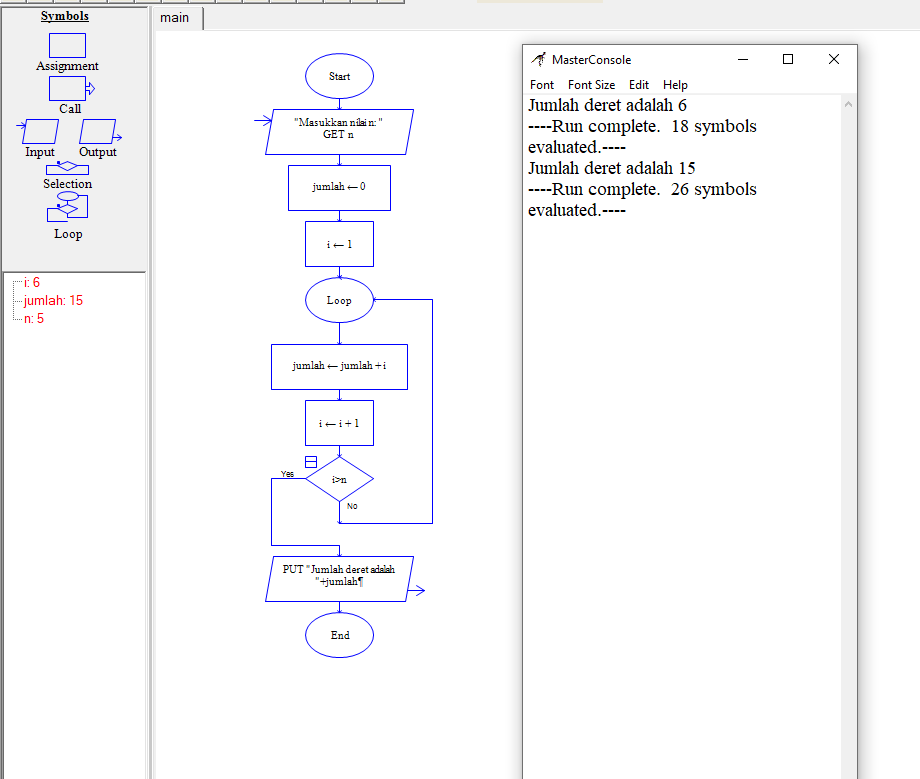 Symbols
Assignment
Call
Input Output
Selection
Loop
i: 6
jumlah: 15
n: 5
main
Start
"Masukkan nilai n: "
GET n
jumlah ← 0
i ← 1
Loop
jumlah ← jumlah + i
i ← i + 1
Yes
i>n
No
PUT "Jumlah deret adalah
"+jumlah¶
End
MasterConsole
Font Font Size Edit Help
Jumlah deret adalah 6
----Run complete.  18 symbols
evaluated.----
Jumlah deret adalah 15
----Run complete.  26 symbols
evaluated.----